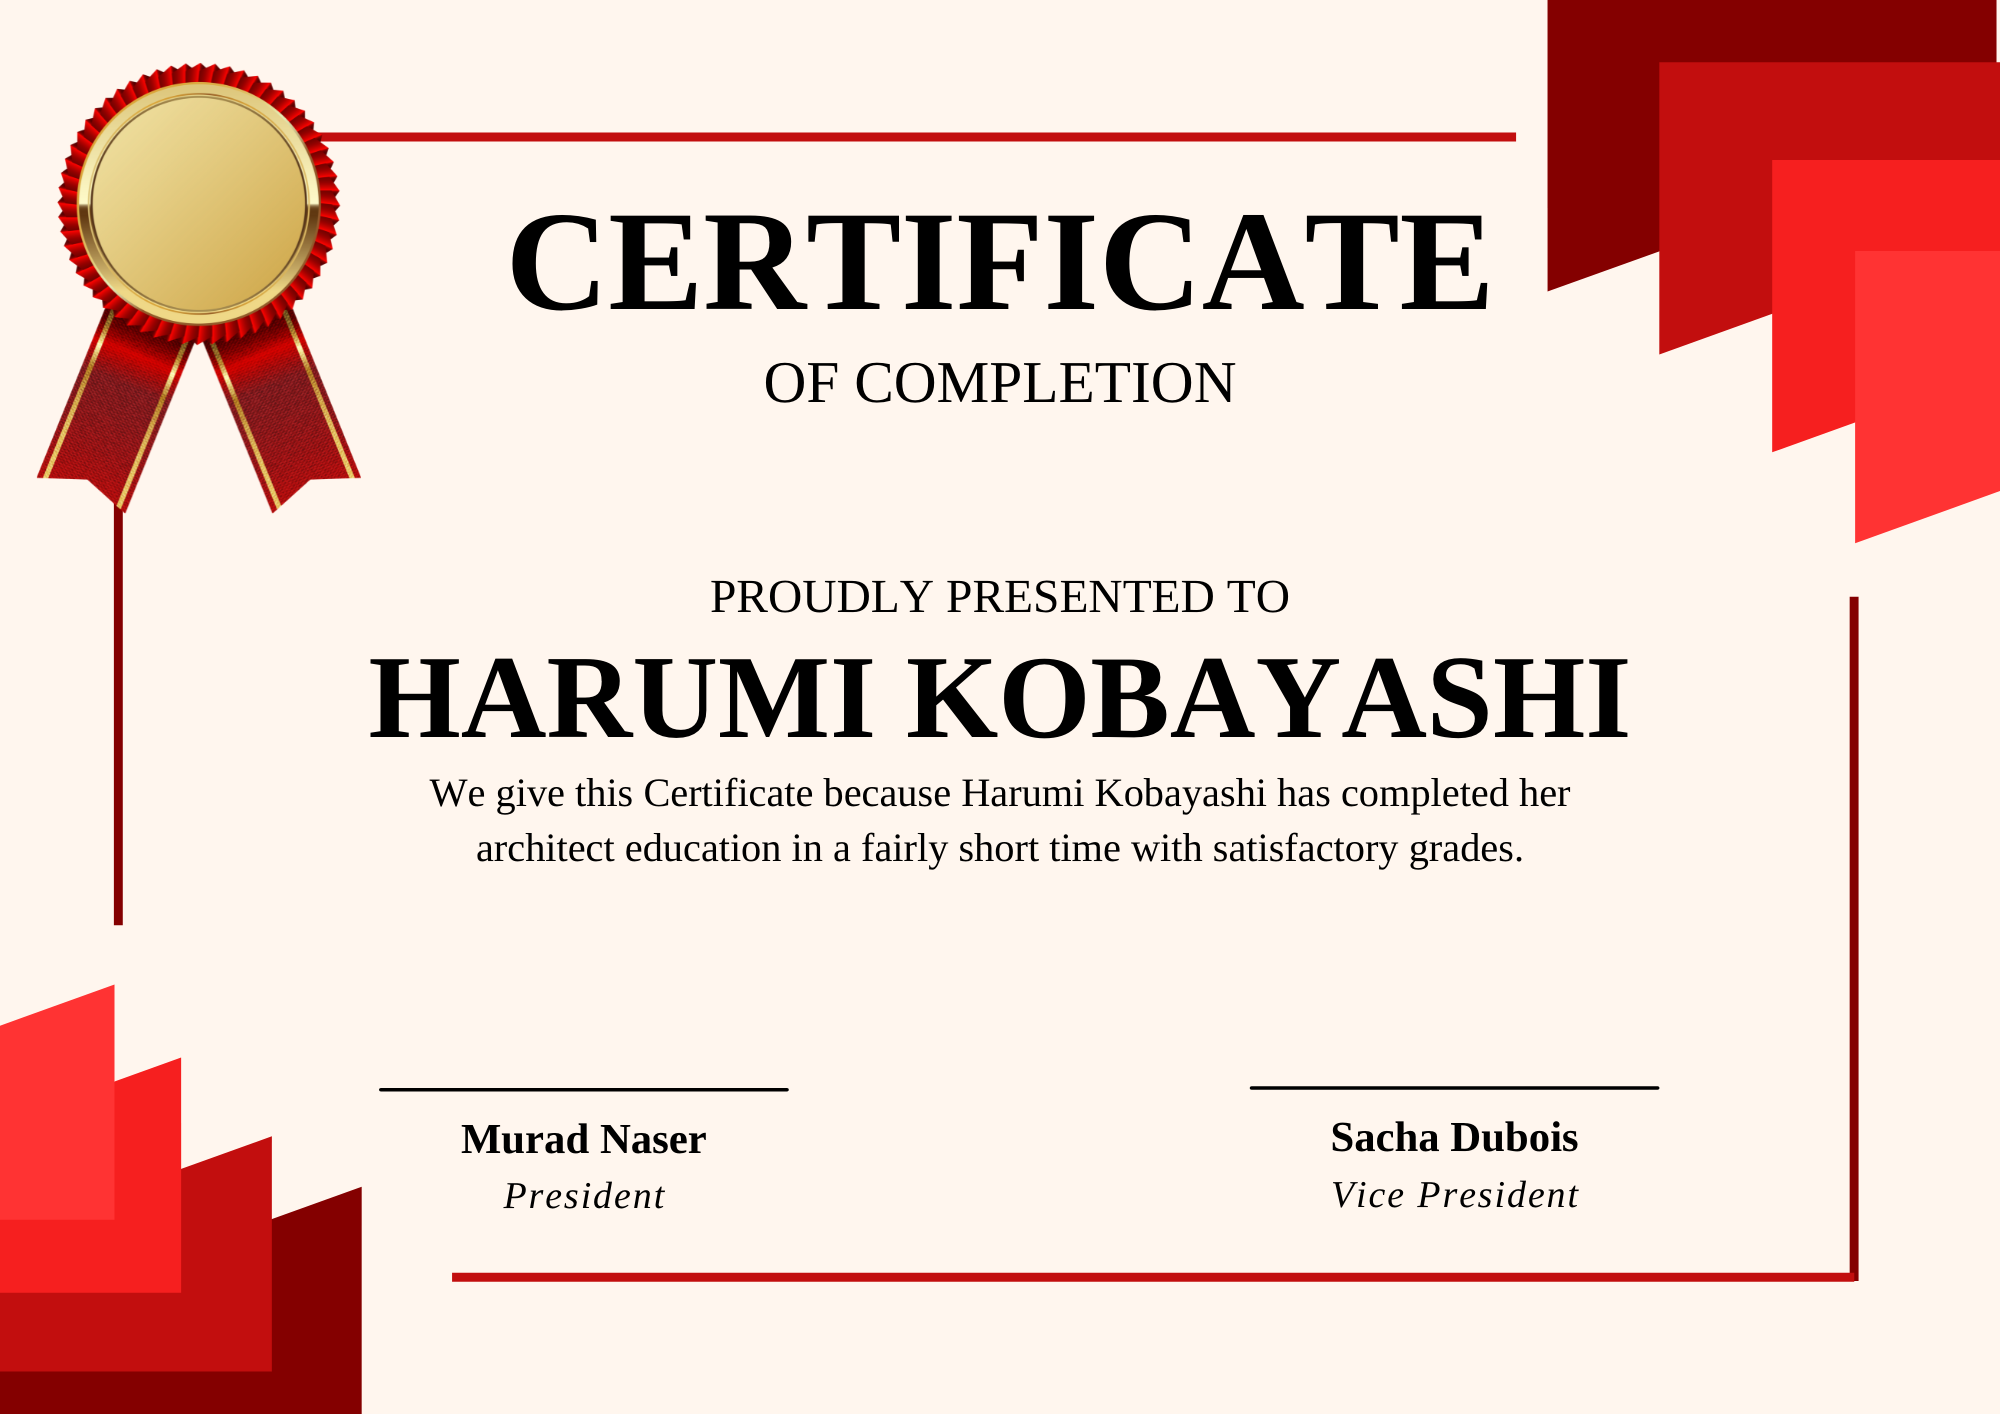 CERTIFICATE
OF COMPLETION
PROUDLY PRESENTED TO
HARUMI KOBAYASHI
We give this Certificate because Harumi Kobayashi has completed her
architect education in a fairly short time with satisfactory grades.
Murad Naser
President
Sacha Dubois
Vice President